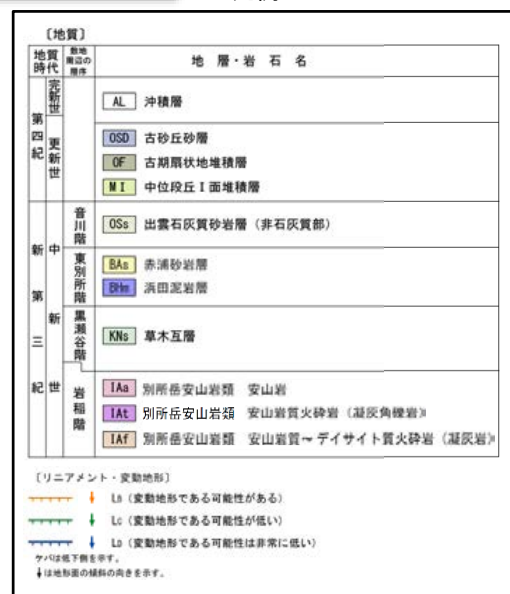 〔地質〕
地質時代
敷地周辺の層序
地層・岩石名
第四紀
完新世
AL 沖積層
更新世
OSD 古砂丘砂層
OF 古期扇状地堆積層
MI 中位段丘Ⅰ面堆積層
新第三紀
中新世
音川階
OSs 出雲石灰質砂岩層（非石灰質部）
東別所階
BAs 赤浦砂岩層
BHm 浜田泥岩層
黒瀬谷階
KNs 草木互層
岩稲階
IAa 別所岳安山岩類 安山岩
IAt 別所岳安山岩類 安山岩質火砕岩（凝灰角礫岩）
IAf 別所岳安山岩類 安山岩質～デイサイト質火砕岩（凝灰岩）
〔リニアメント・変動地形〕
LB（変動地形である可能性がある）
LC（変動地形である可能性が低い）
LD（変動地形である可能性は非常に低い）
ケバは低下側を示す。
↓は地形面の傾斜の向きを示す。